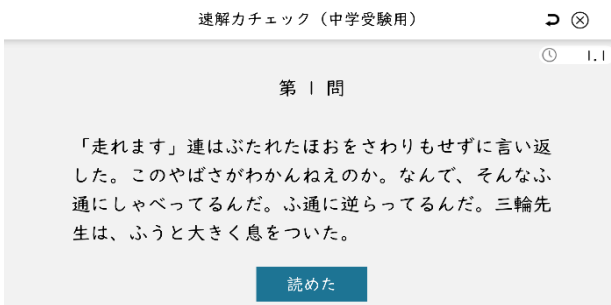 速解力チェック（中学受験用）
1.1
第1問
「走れます」連はぶたれたほおをさわりもせずに言い返
した。このやばさがわかんねえのか。なんで、そんなふ
通にしゃべってるんだ。ふ通に逆らってるんだ。三輪先
生は、ふうと大きく息をついた。
読めた